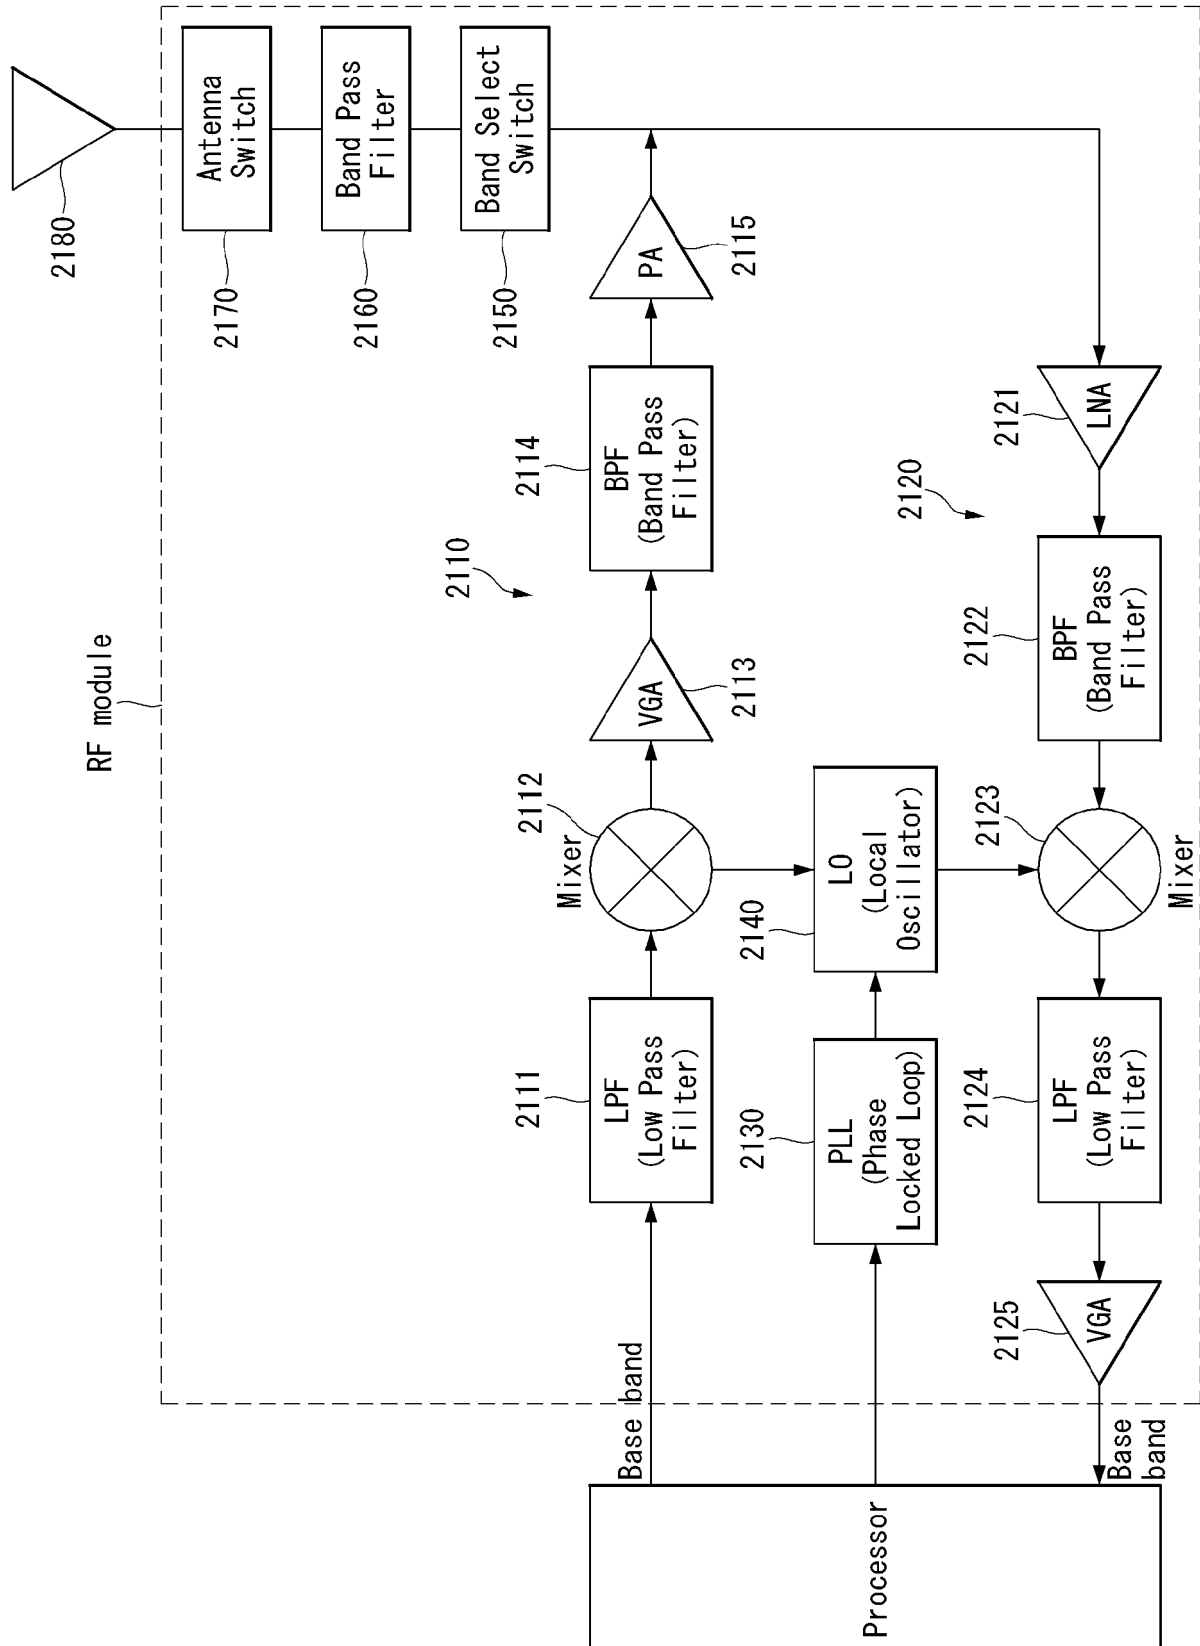 RF module
2180
Antenna
Switch
2170
Band Pass
Filter
2160
Band Select
Switch
2150
PA
2115
BPF
(Band Pass
Filter)
2114
2110
VGA
2113
Mixer
2112
LPF
(Low Pass
Filter)
2111
Base band
Processor
PLL
(Phase
Locked Loop)
2130
LO
(Local
Oscillator)
2140
LNA
2121
2120
BPF
(Band Pass
Filter)
2122
Mixer
2123
LPF
(Low Pass
Filter)
2124
VGA
2125
Base
band